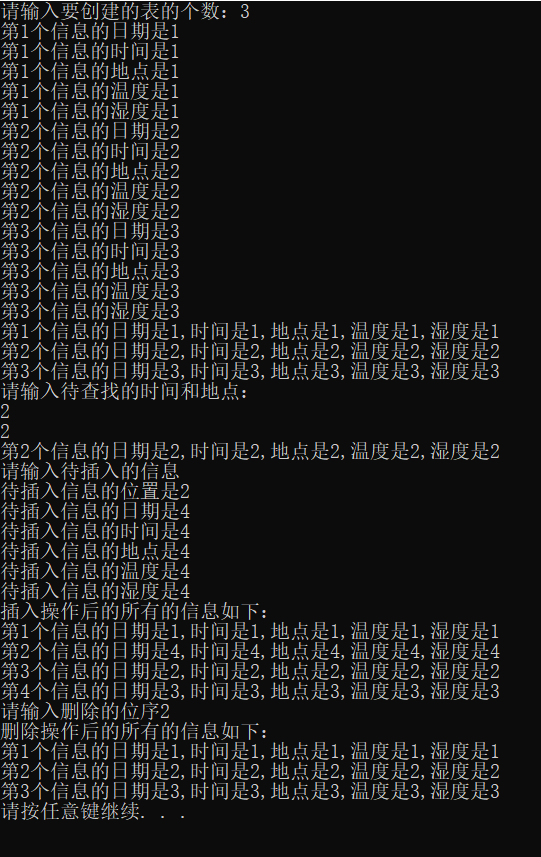 请输入要创建的表的个数：3
第1个信息的日期是1
第1个信息的时间是1
第1个信息的地点是1
第1个信息的温度是1
第1个信息的湿度是1
第2个信息的日期是2
第2个信息的时间是2
第2个信息的地点是2
第2个信息的温度是2
第2个信息的湿度是2
第3个信息的日期是3
第3个信息的时间是3
第3个信息的地点是3
第3个信息的温度是3
第3个信息的湿度是3
第1个信息的日期是1,时间是1,地点是1,温度是1,湿度是1
第2个信息的日期是2,时间是2,地点是2,温度是2,湿度是2
第3个信息的日期是3,时间是3,地点是3,温度是3,湿度是3
请输入待查找的时间和地点：
2
2
第2个信息的日期是2,时间是2,地点是2,温度是2,湿度是2
请输入待插入的信息
待插入信息的位置是2
待插入信息的日期是4
待插入信息的时间是4
待插入信息的地点是4
待插入信息的温度是4
待插入信息的湿度是4
插入操作后的所有的信息如下：
第1个信息的日期是1,时间是1,地点是1,温度是1,湿度是1
第2个信息的日期是4,时间是4,地点是4,温度是4,湿度是4
第3个信息的日期是2,时间是2,地点是2,温度是2,湿度是2
第4个信息的日期是3,时间是3,地点是3,温度是3,湿度是3
请输入删除的位序2
删除操作后的所有的信息如下：
第1个信息的日期是1,时间是1,地点是1,温度是1,湿度是1
第2个信息的日期是2,时间是2,地点是2,温度是2,湿度是2
第3个信息的日期是3,时间是3,地点是3,温度是3,湿度是3
请按任意键继续. . .